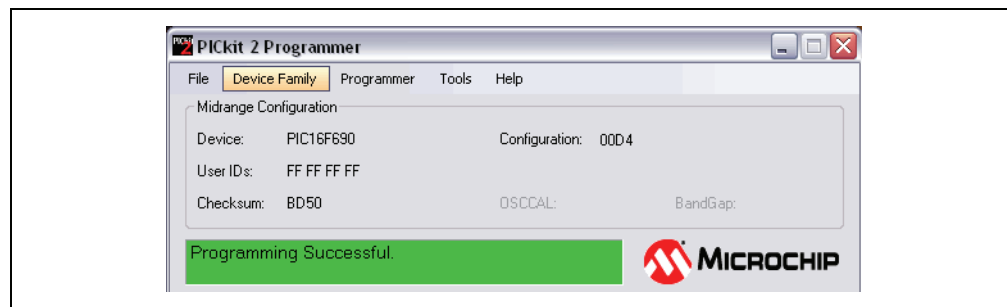 PICkit 2 Programmer
File Device Family Programmer Tools Help
Midrange Configuration
Device: PIC16F690 Configuration: 00D4
User IDs: FF FF FF FF
Checksum: BD50 OSCCAL: BandGap:
Programming Successful.
MICROCHIP